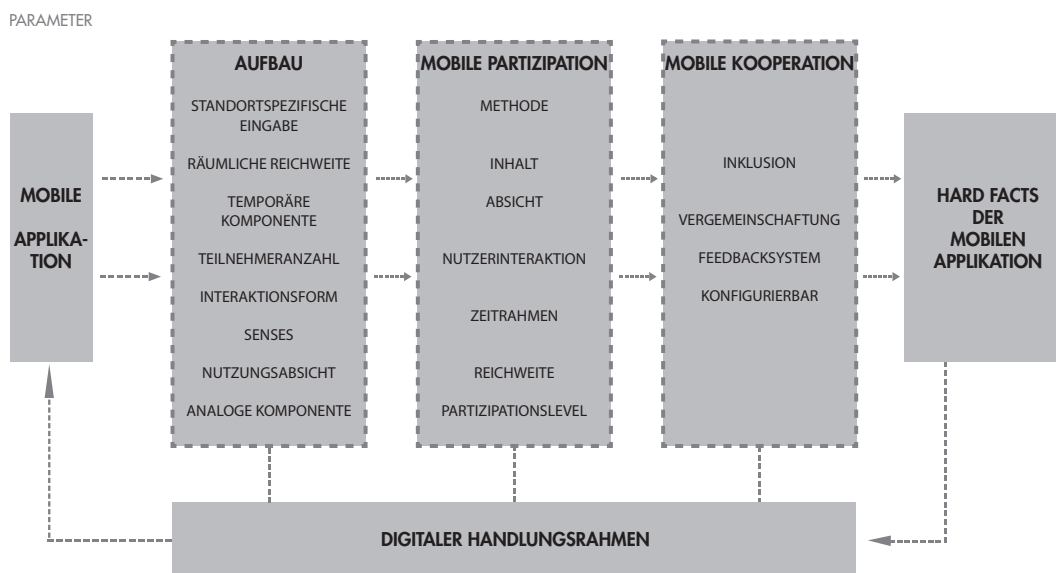 PARAMETER
MOBILE
APPLIKA-
TION
AUFBAU
STANDORTSPEZIFISCHE
EINGABE
RÄUMLICHE REICHWEITE
TEMPORÄRE
KOMPONENTE
TEILNEHMERANZAHL
INTERAKTIONSFORM
SENSES
NUTZUNGSABSICHT
ANALOGE KOMPONENTE
MOBILE PARTIZIPATION
METHODE
INHALT
ABSICHT
NUTZERINTERAKTION
ZEITRAHMEN
REICHWEITE
PARTIZIPATIONSLEVEL
MOBILE KOOPERATION
INKLUSION
VERGEMEINSCHAFTUNG
FEEDBACKSYSTEM
KONFIGURIERBAR
HARD FACTS
DER
MOBILEN
APPLIKATION
DIGITALER HANDLUNGSRAHMEN